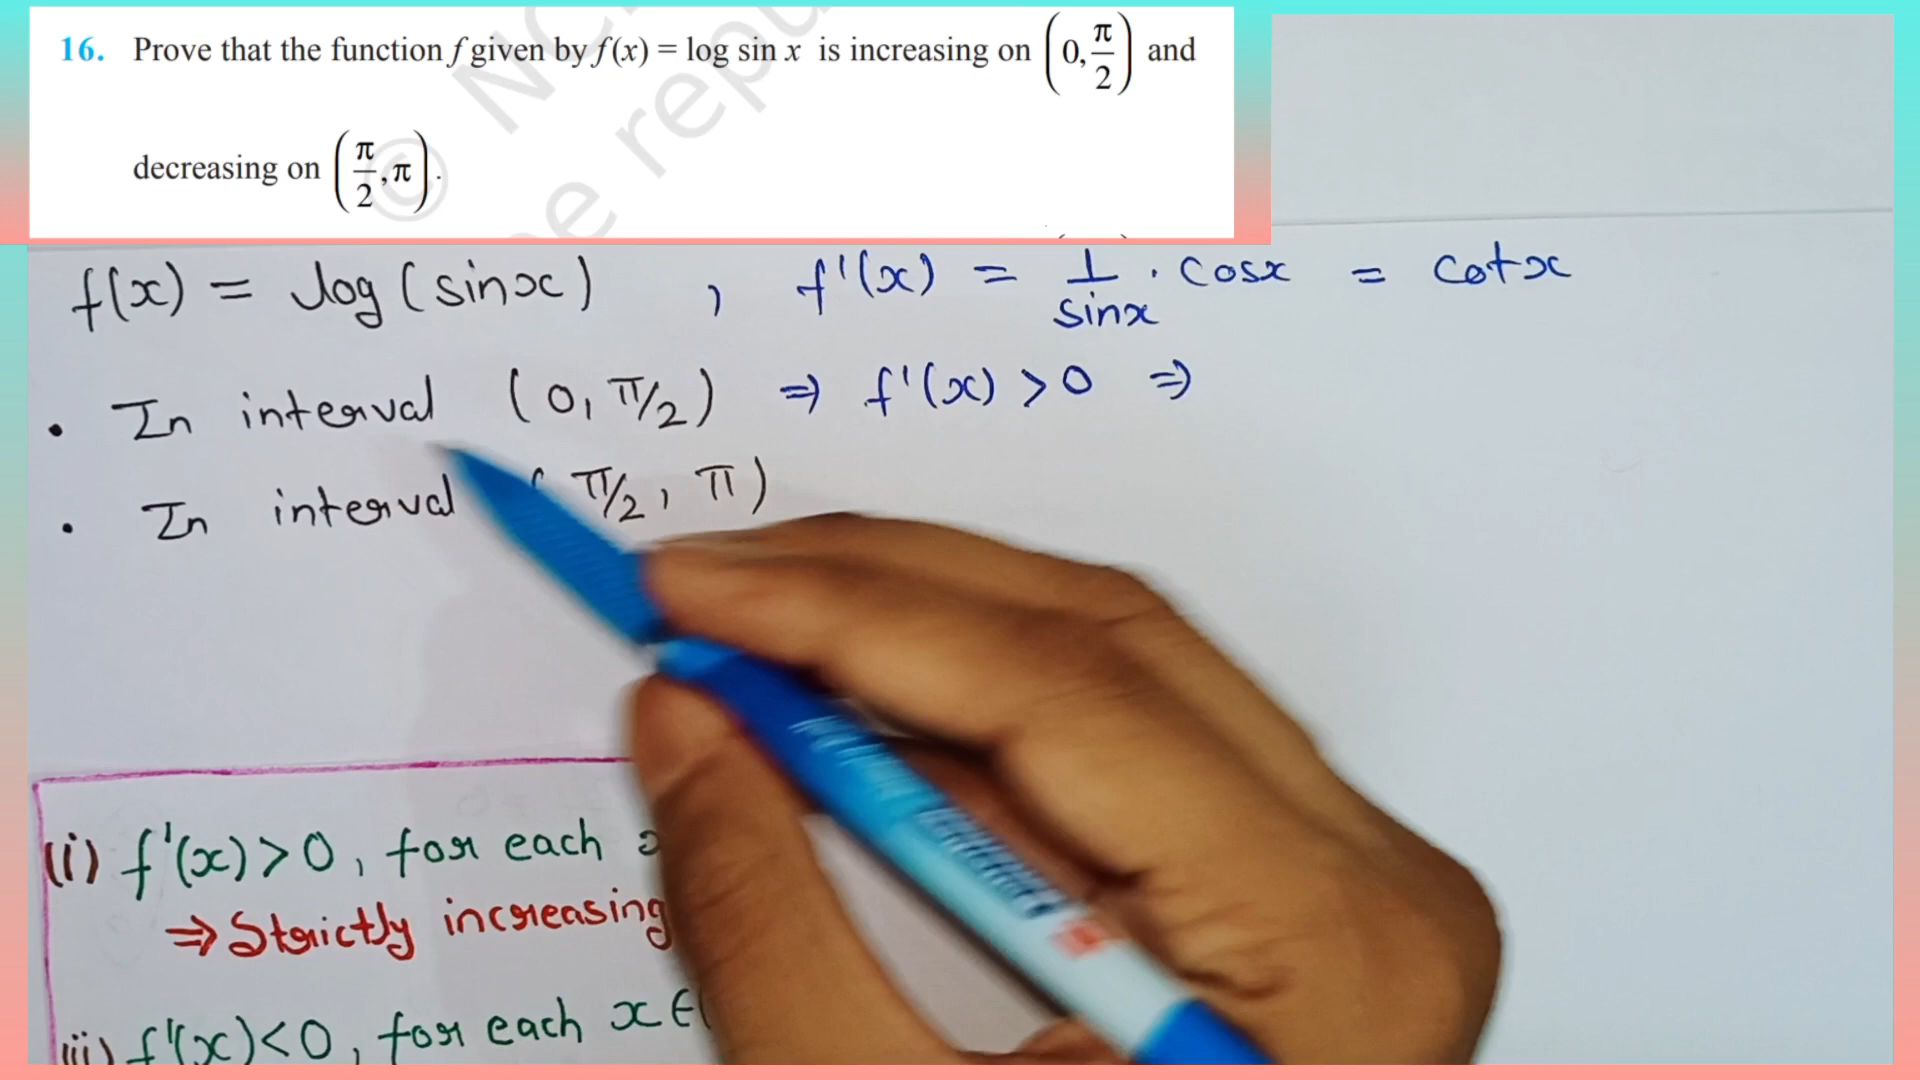 16. Prove that the function f given by f(x) = log sin x is increasing on (0, π/2) and
decreasing on (π/2, π).
f(x) = log(sinx) , f'(x) = 1/sinx · cosx = cotx
• In interval (0, π/2) ⇒ f'(x) > 0 ⇒
• In interval (π/2, π)
(i) f'(x) > 0, for each
⇒ Strictly increasing
(ii) f'(x) < 0, for each x ∈